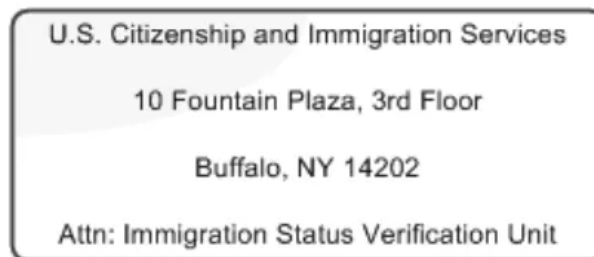 U.S. Citizenship and Immigration Services
10 Fountain Plaza, 3rd Floor
Buffalo, NY 14202
Attn: Immigration Status Verification Unit